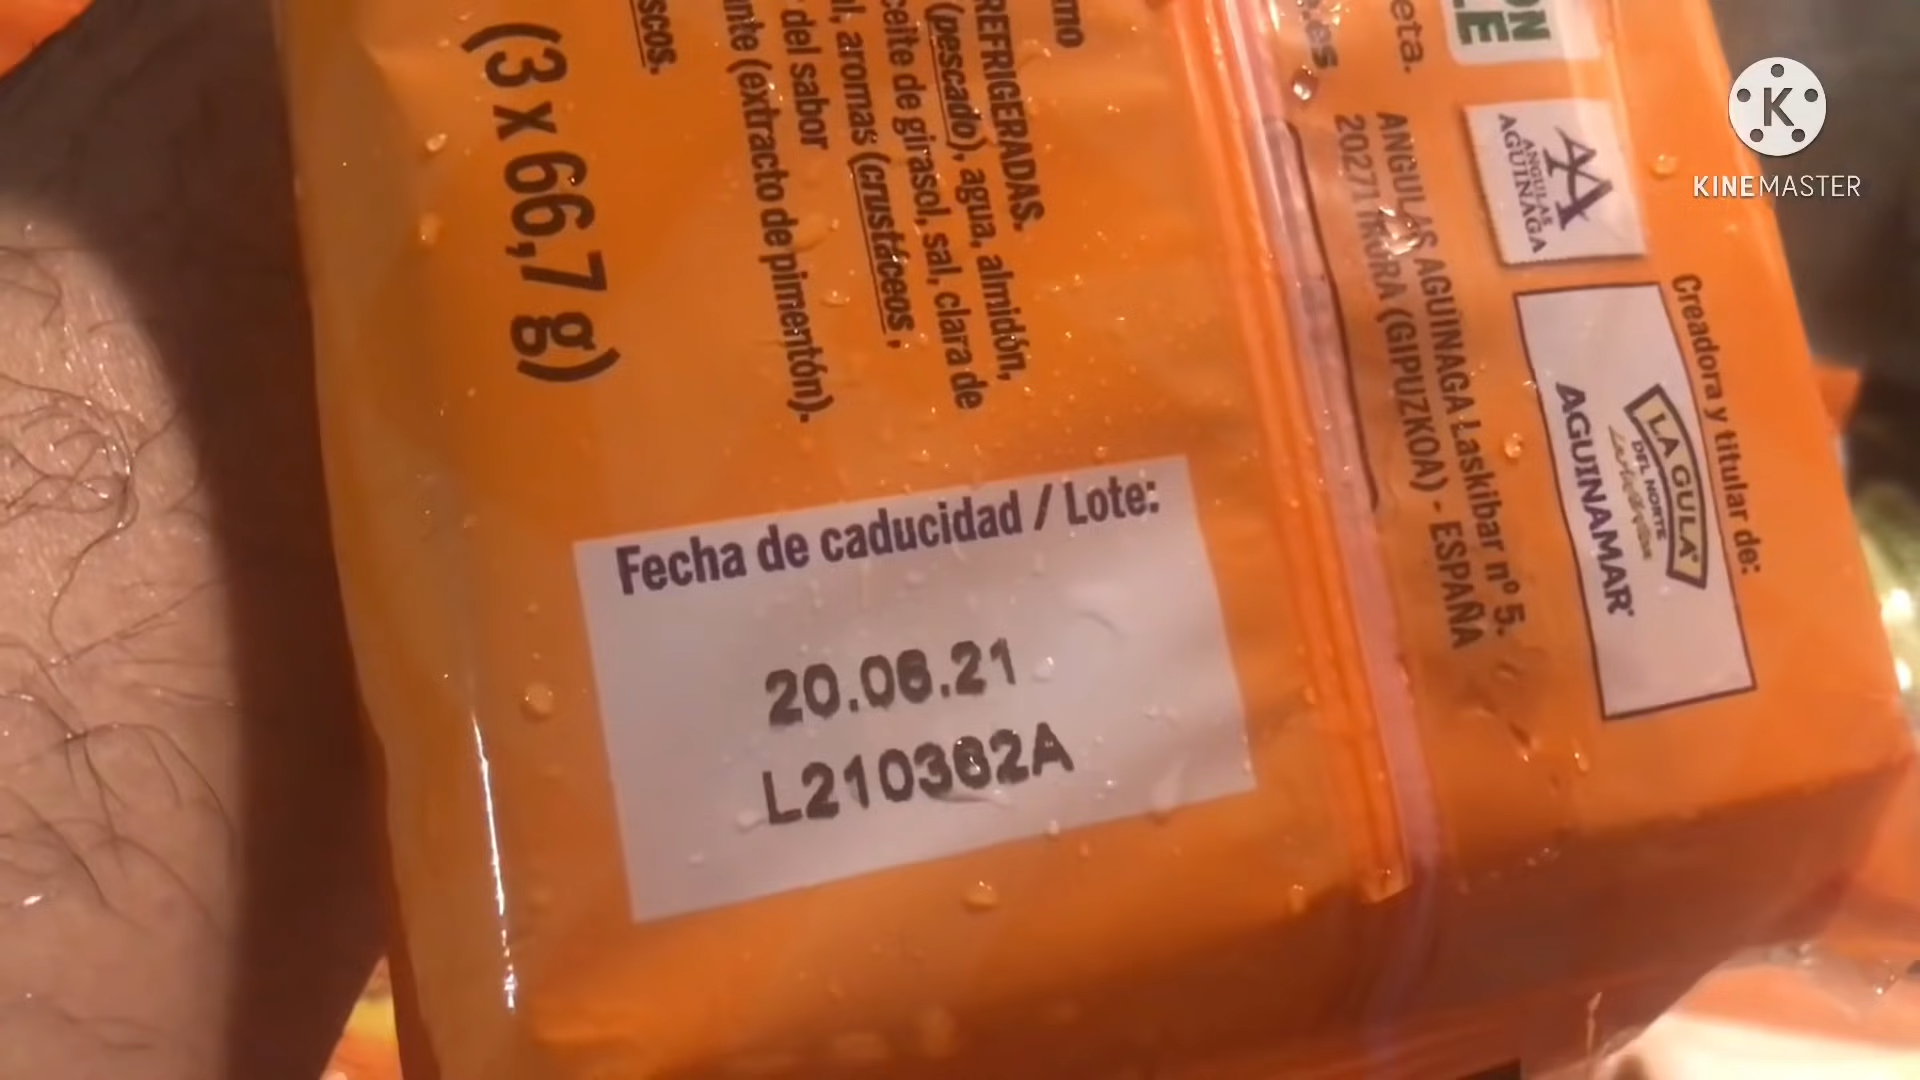 (3 x 66,7 g)
REFRIGERADAS.
(pescado), agua, almidón,
de girasol, sal, clara de
aromas (crustáceos,
del sabor
(extracto de pimentón).
Fecha de caducidad / Lote:
20.06.21
L210362A
ANGULAS AGUINAGA Laskibar nº 5.
20271 IRURA (GIPUZKOA) - ESPAÑA
ANGULAS
AGUINAGA
Creadora y titular de:
LA GULA
DEL NORTE
AGUINAMAR
KINEMASTER